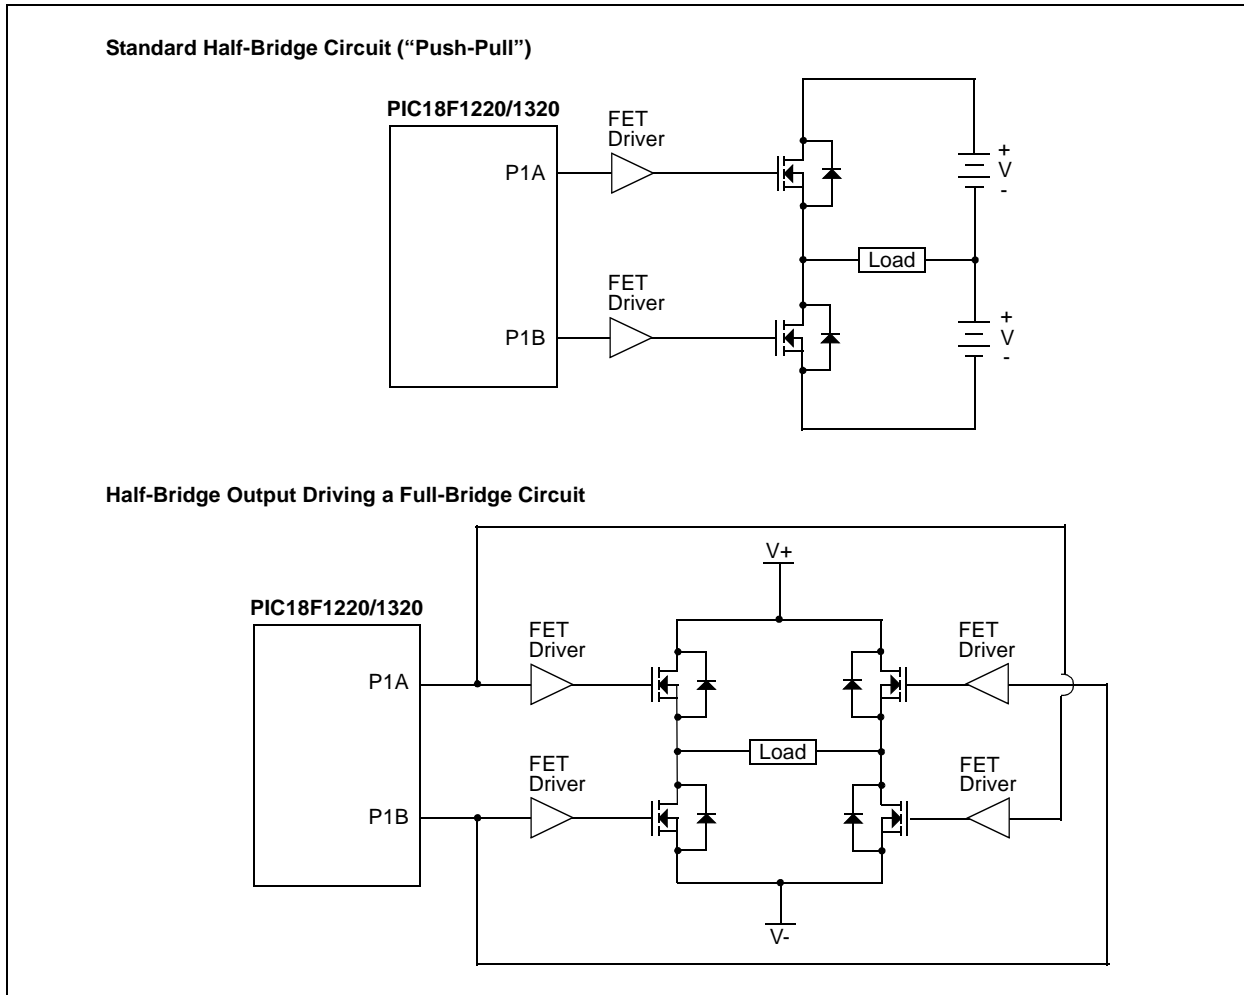 Standard Half-Bridge Circuit (“Push-Pull”)
PIC18F1220/1320
FET
Driver
P1A
+
V
-
Load
FET
Driver
P1B
+
V
-
Half-Bridge Output Driving a Full-Bridge Circuit
V+
PIC18F1220/1320
FET
Driver
FET
Driver
P1A
Load
FET
Driver
FET
Driver
P1B
V-